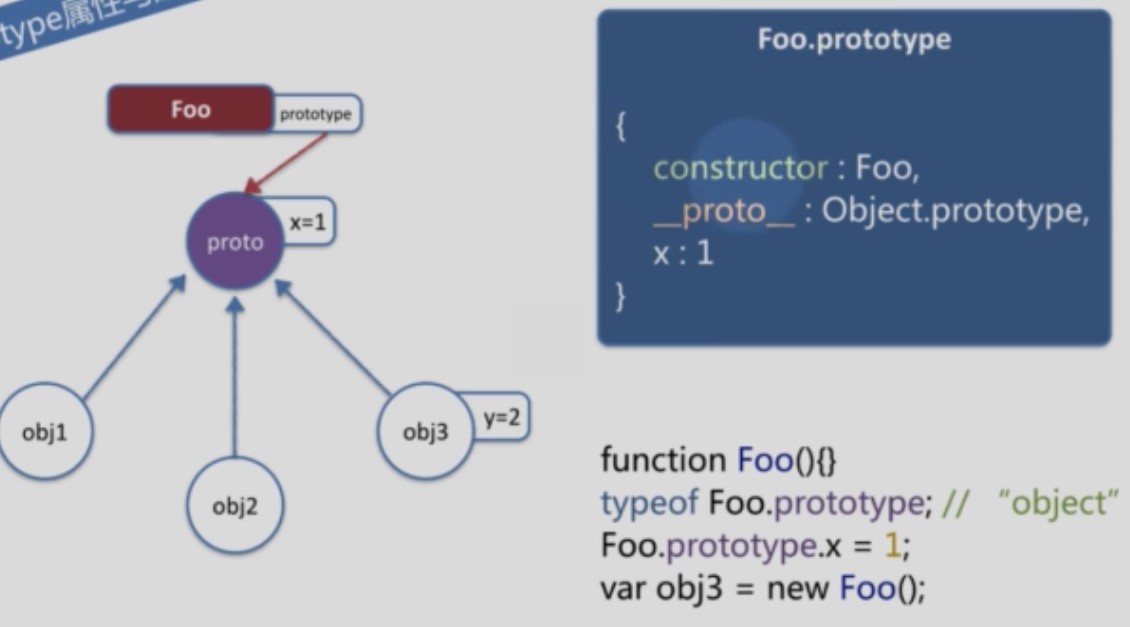 type属性与
Foo
prototype
proto
x=1
obj1
obj2
obj3
y=2
Foo.prototype
{
constructor : Foo,
__proto__ : Object.prototype,
x : 1
}
function Foo(){}
typeof Foo.prototype; // “object”
Foo.prototype.x = 1;
var obj3 = new Foo();